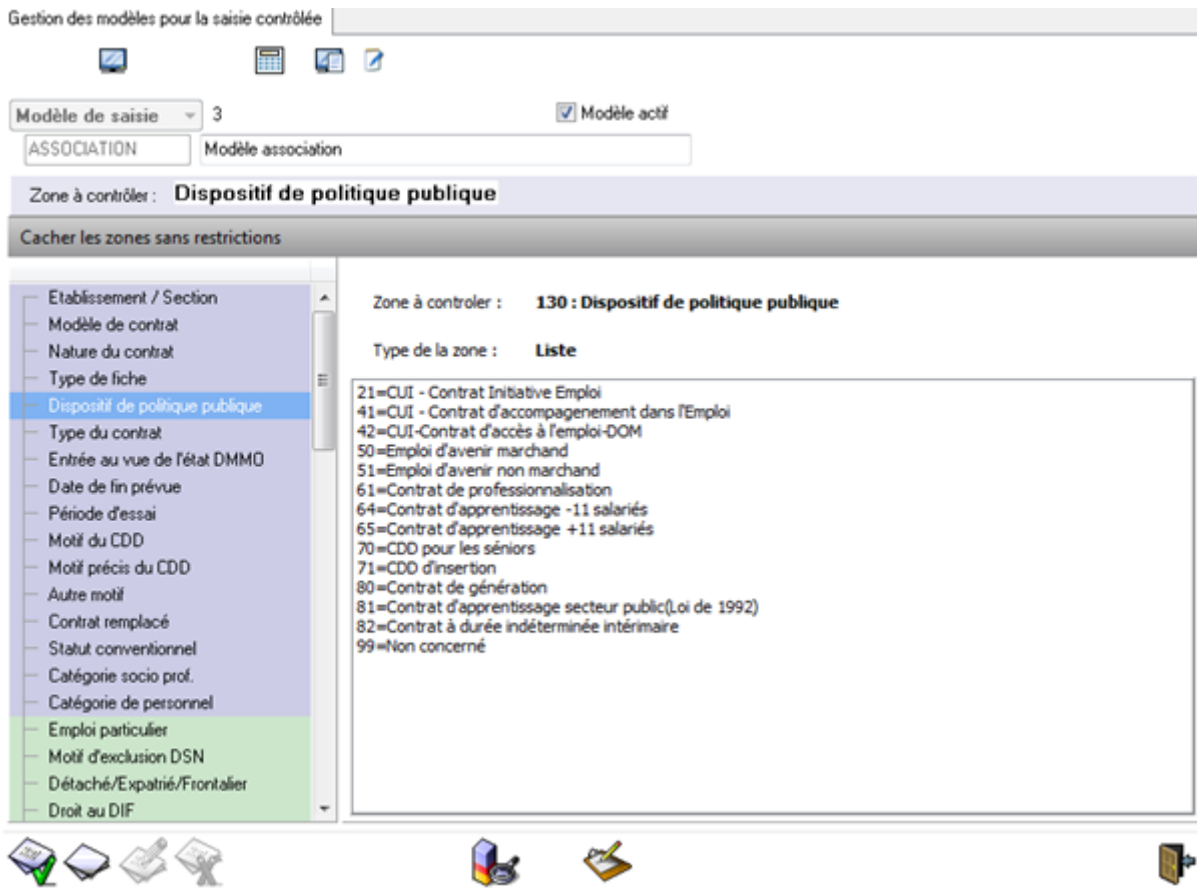 Gestion des modèles pour la saisie contrôlée
Modèle de saisie 3 Modèle actif
ASSOCIATION Modèle association
Zone à contrôler : Dispositif de politique publique
Cacher les zones sans restrictions
Etablissement / Section
Modèle de contrat
Nature du contrat
Type de fiche
Dispositif de politique publique
Type du contrat
Entrée au vue de l'état DMMO
Date de fin prévue
Période d'essai
Motif du CDD
Motif précis du CDD
Autre motif
Contrat remplacé
Statut conventionnel
Catégorie socio prof.
Catégorie de personnel
Emploi particulier
Motif d'exclusion DSN
Détaché/Expatrié/Frontalier
Droit au DIF
Zone à controler : 130 : Dispositif de politique publique
Type de la zone : Liste
21=CUI - Contrat Initiative Emploi
41=CUI - Contrat d'accompagenement dans l'Emploi
42=CUI-Contrat d'accès à l'emploi-DOM
50=Emploi d'avenir marchand
51=Emploi d'avenir non marchand
61=Contrat de professionnalisation
64=Contrat d'apprentissage -11 salariés
65=Contrat d'apprentissage +11 salariés
70=CDD pour les séniors
71=CDD d'insertion
80=Contrat de génération
81=Contrat d'apprentissage secteur public(Loi de 1992)
82=Contrat à durée indéterminée intérimaire
99=Non concerné